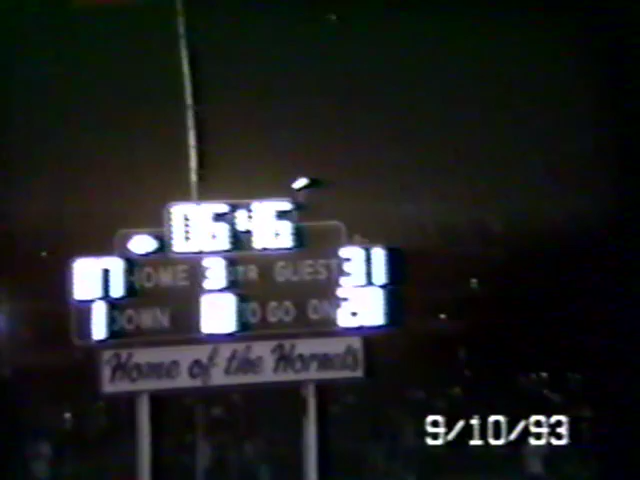 06:46
07 HOME 3 QTR GUEST 31
1 DOWN TO GO ON
Home of the Hornets
9/10/93